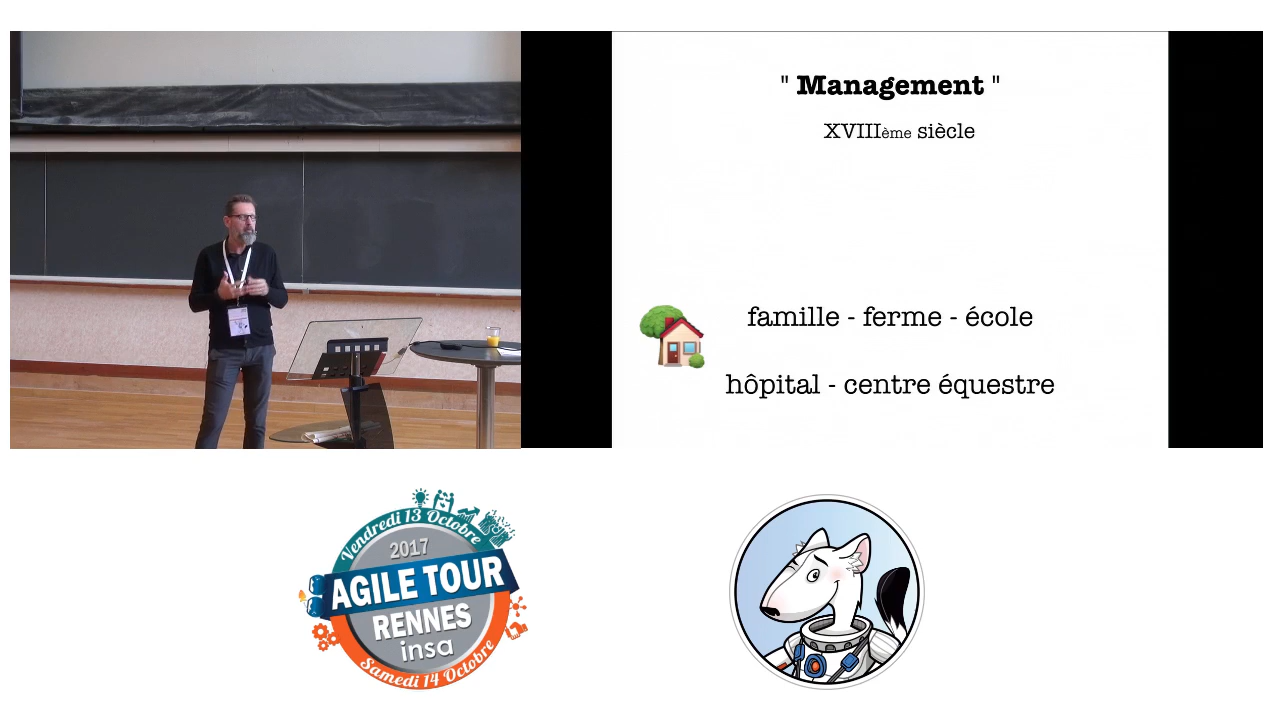 " Management "
XVIIIème siècle
famille - ferme - école
hôpital - centre équestre
Vendredi 13 Octobre
2017
AGILE TOUR
RENNES
insa
Samedi 14 Octobre